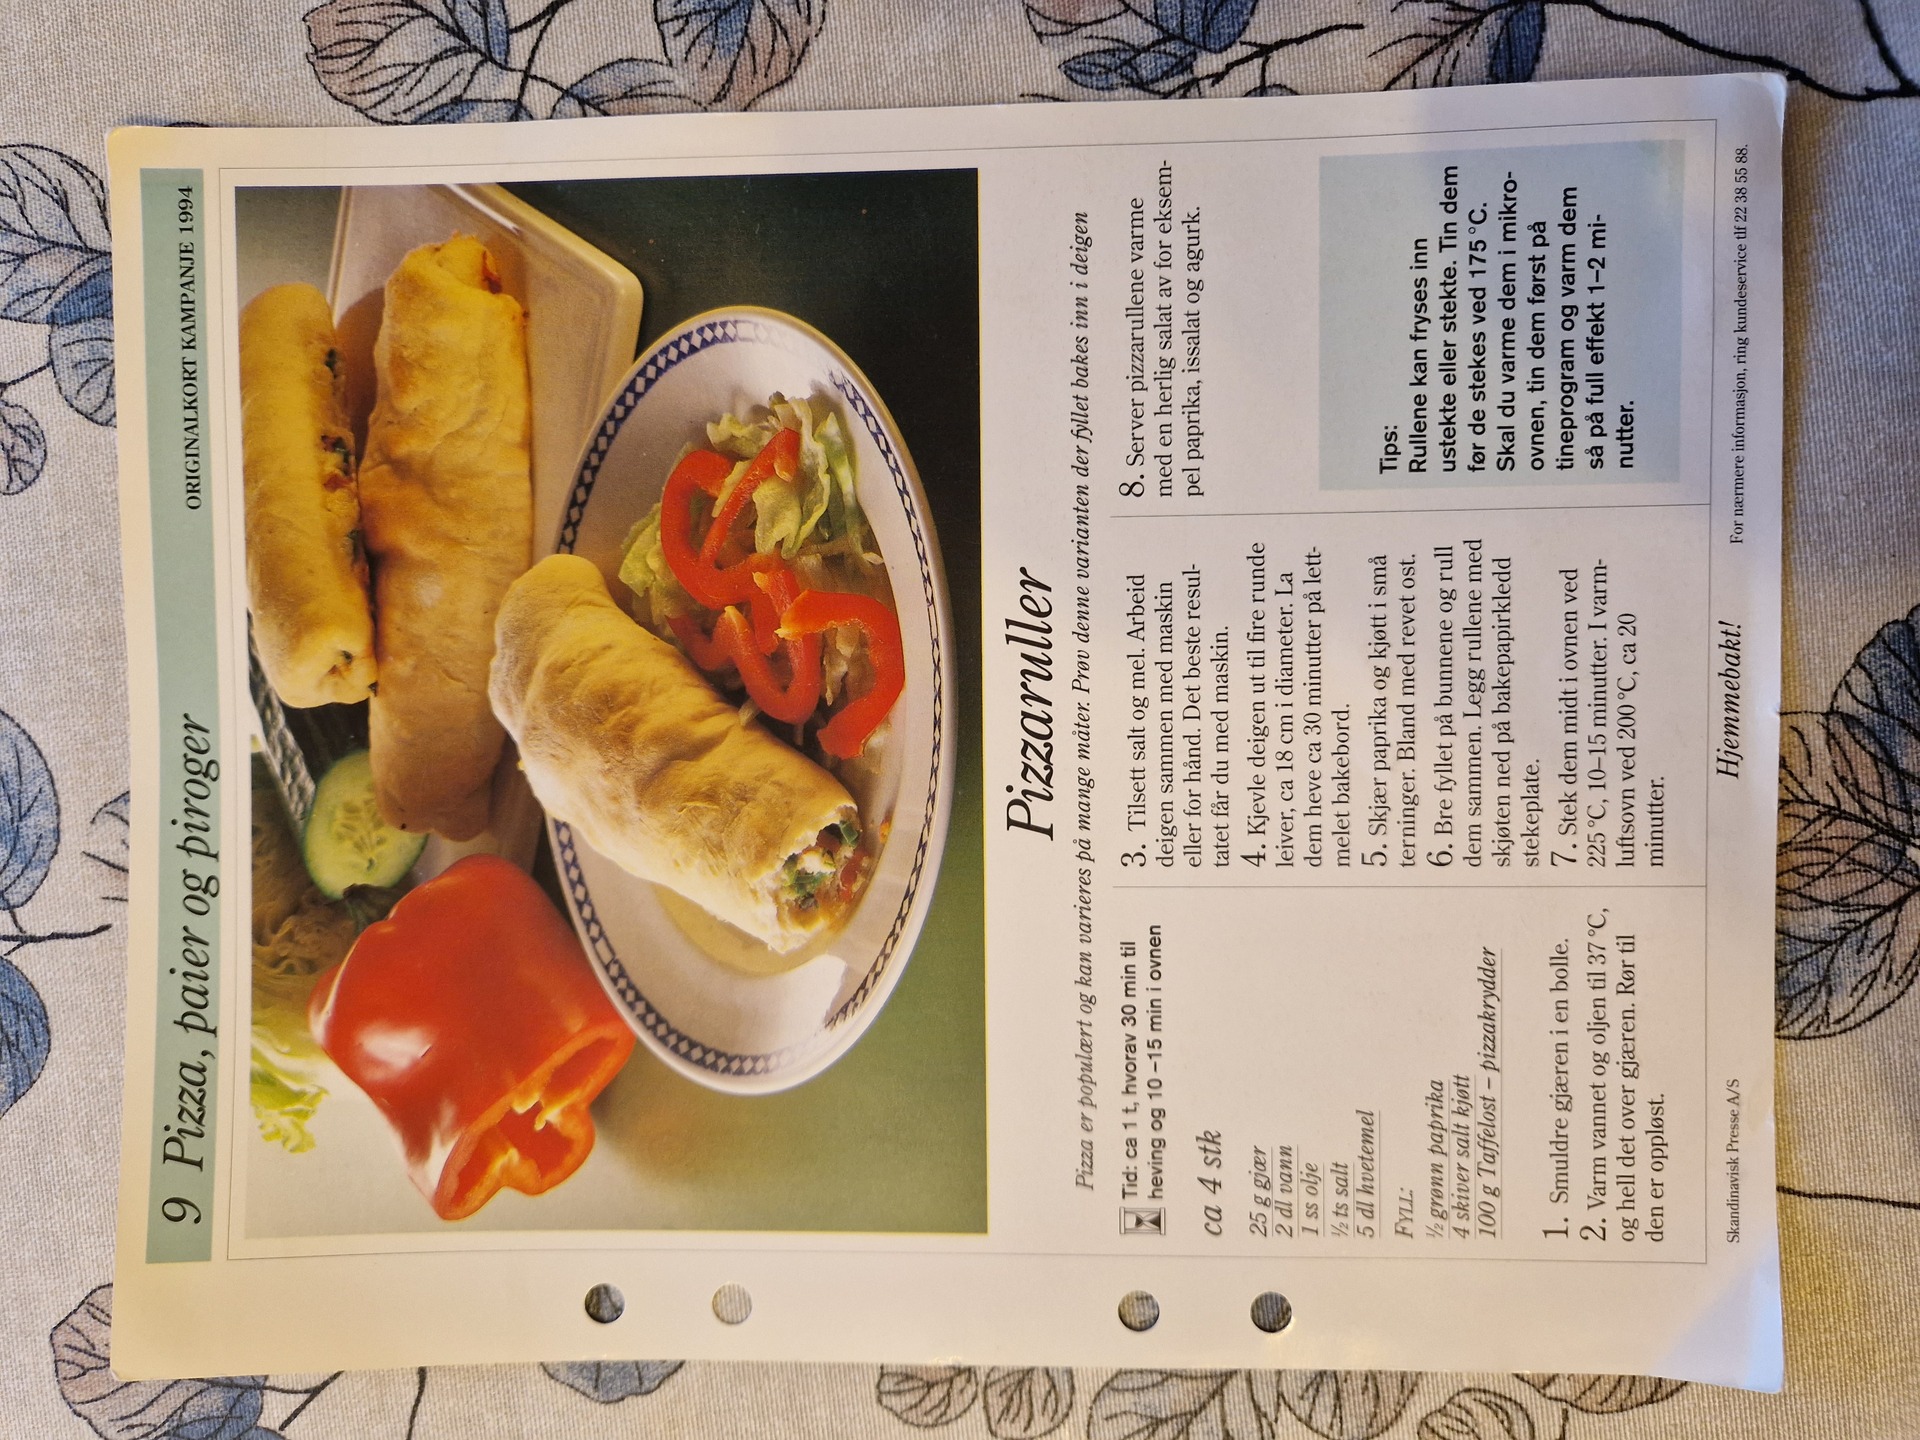 9 Pizza, paier og piroger
ORIGINALKORT KAMPANJE 1994
Pizzaruller
Pizza er populært og kan varieres på mange måter. Prøv denne varianten der fyllet bakes inn i deigen
Tid: ca 1 t, hvorav 30 min til
heving og 10 –15 min i ovnen
ca 4 stk
25 g gjær
2 dl vann
1 ss olje
½ ts salt
5 dl hvetemel
FYLL:
½ grønn paprika
4 skiver salt kjøtt
100 g Taffelost – pizzakrydder
1. Smuldre gjæren i en bolle.
2. Varm vannet og oljen til 37 °C,
og hell det over gjæren. Rør til
den er oppløst.
3. Tilsett salt og mel. Arbeid
deigen sammen med maskin
eller for hånd. Det beste resul-
tatet får du med maskin.
4. Kjevle deigen ut til fire runde
leiver, ca 18 cm i diameter. La
dem heve ca 30 minutter på lett-
melet bakebord.
5. Skjær paprika og kjøtt i små
terninger. Bland med revet ost.
6. Bre fyllet på bunnene og rull
dem sammen. Legg rullene med
skjøten ned på bakepapirkledd
stekeplate.
7. Stek dem midt i ovnen ved
225 °C, 10–15 minutter. I varm-
luftsovn ved 200 °C, ca 20
minutter.
8. Server pizzarullene varme
med en herlig salat av for eksem-
pel paprika, issalat og agurk.
Tips:
Rullene kan fryses inn
ustekte eller stekte. Tin dem
før de stekes ved 175 °C.
Skal du varme dem i mikro-
ovnen, tin dem først på
tineprogram og varm dem
så på full effekt 1–2 mi-
nutter.
Skandinavisk Presse A/S
Hjemmebakt!
For nærmere informasjon, ring kundeservice tlf 22 38 55 88.